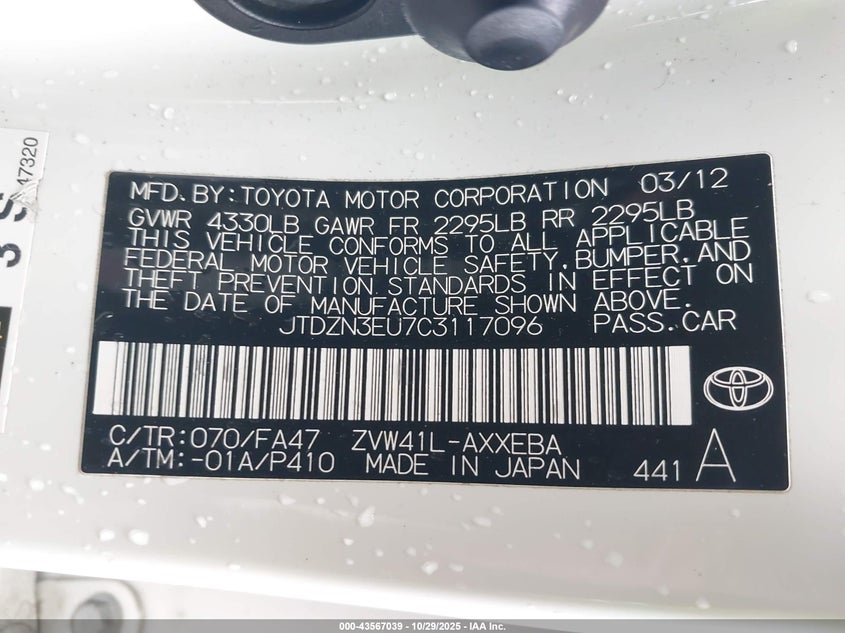 47320
3 S
MFD. BY: TOYOTA MOTOR CORPORATION 03/12
GVWR 4330LB GAWR FR 2295LB RR 2295LB
THIS VEHICLE CONFORMS TO ALL APPLICABLE
FEDERAL MOTOR VEHICLE SAFETY, BUMPER, AND
THEFT PREVENTION STANDARDS IN EFFECT ON
THE DATE OF MANUFACTURE SHOWN ABOVE.
JTDZN3EU7C3117096 PASS. CAR
C/TR: 070/FA47 ZVW41L-AXXEBA
A/TM: -01A/P410 MADE IN JAPAN 441 A
000-43567039 - 10/29/2025 - IAA Inc.